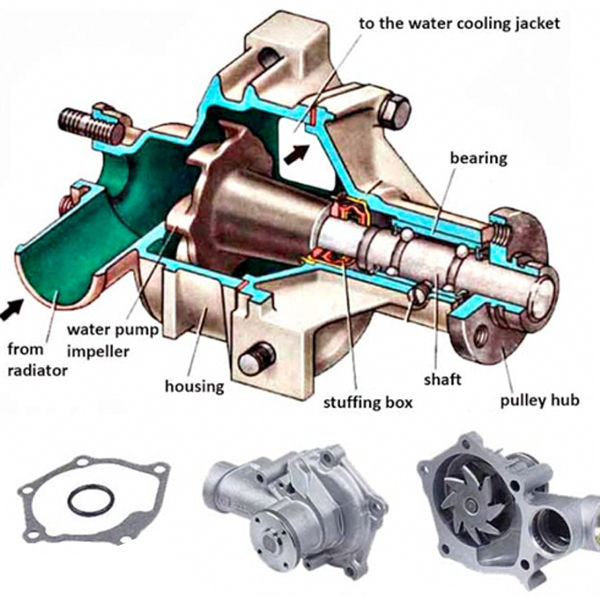 to the water cooling jacket
bearing
from
radiator
water pump
impeller
housing
stuffing box
shaft
pulley hub